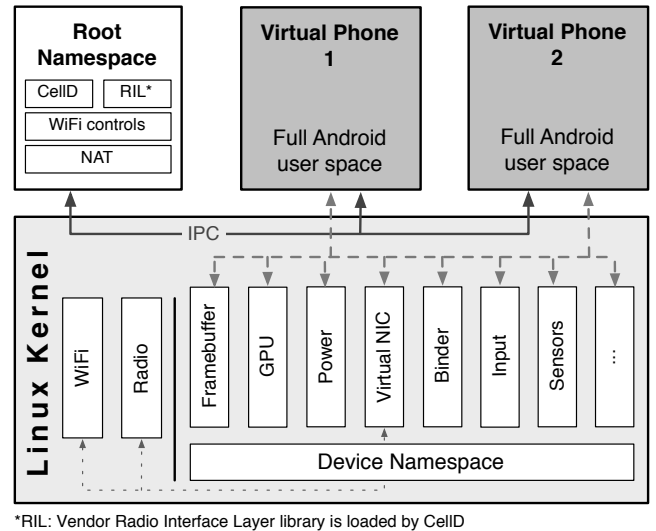 Root
Namespace
CellD
RIL*
WiFi controls
NAT
Virtual Phone
1
Full Android
user space
Virtual Phone
2
Full Android
user space
IPC
Linux Kernel
WiFi
Radio
Framebuffer
GPU
Power
Virtual NIC
Binder
Input
Sensors
...
Device Namespace
*RIL: Vendor Radio Interface Layer library is loaded by CellD